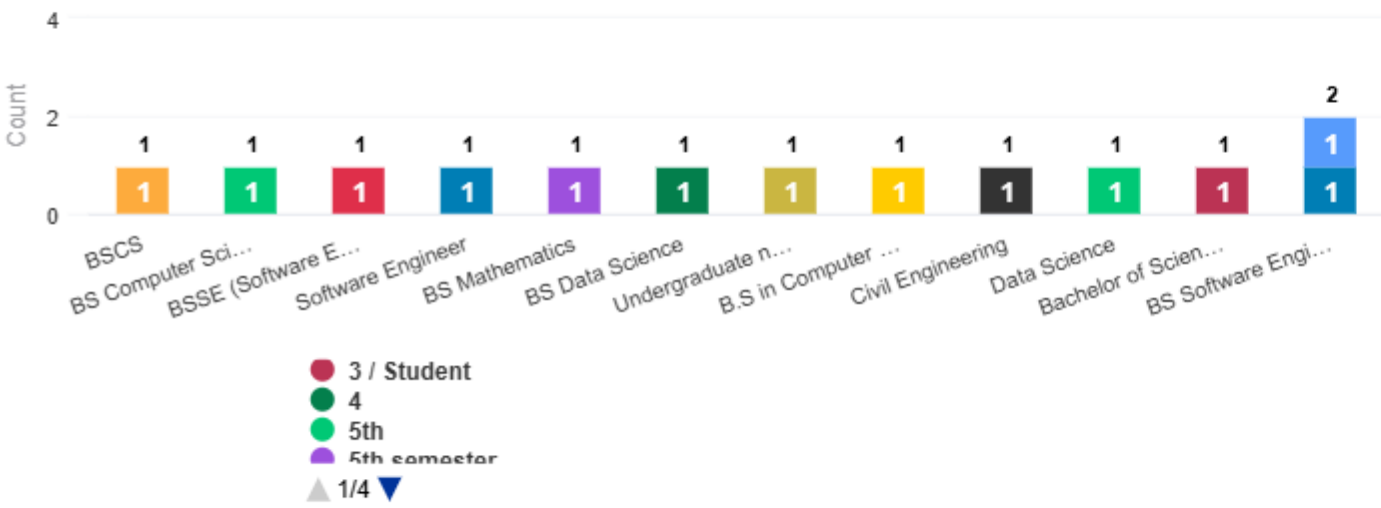 4
Count
2
2
1 1 1 1 1 1 1 1 1 1 1 1
1 1 1 1 1 1 1 1 1 1 1 1
0
BSCS
BS Computer Sci...
BSSE (Software E...
Software Engineer
BS Mathematics
BS Data Science
Undergraduate n...
B.S in Computer ...
Civil Engineering
Data Science
Bachelor of Scien...
BS Software Engi...
3 / Student
4
5th
5th semester
1/4